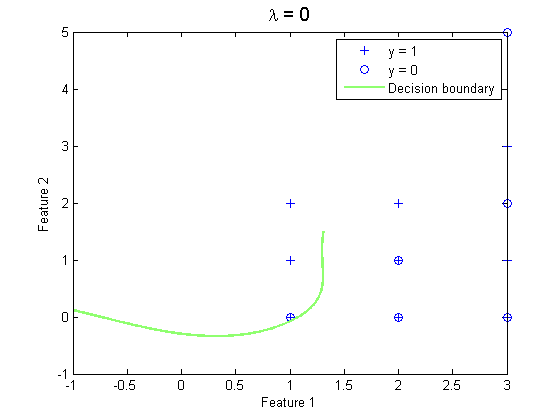 λ = 0
y = 1
y = 0
Decision boundary
5
4
3
2
1
0
-1
Feature 2
-1 -0.5 0 0.5 1 1.5 2 2.5 3
Feature 1